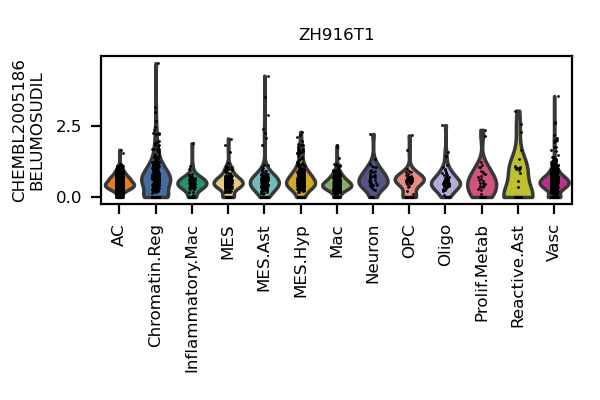 ZH916T1
CHEMBL2005186
BELUMOSUDIL
2.5
0.0
AC
Chromatin.Reg
Inflammatory.Mac
MES
MES.Ast
MES.Hyp
Mac
Neuron
OPC
Oligo
Prolif.Metab
Reactive.Ast
Vasc